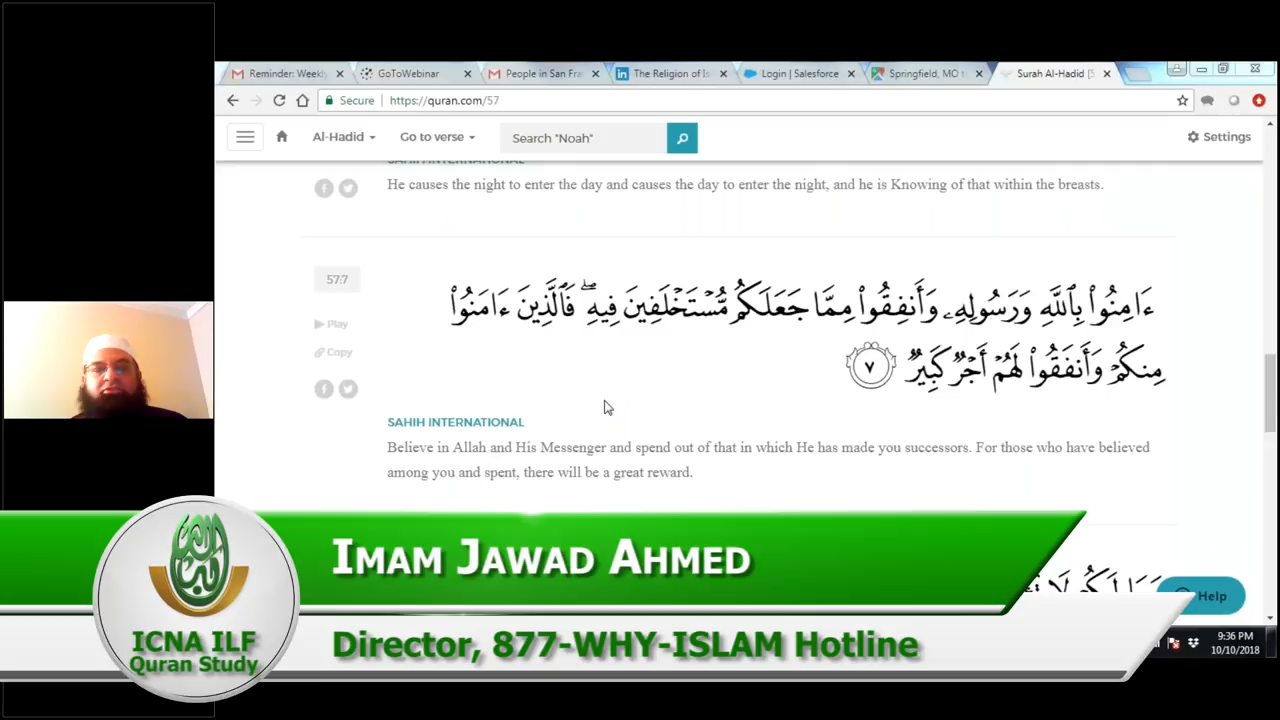 Reminder: Weekly
GoToWebinar
People in San Fra
The Religion of Is
Login | Salesforce
Springfield, MO t
Surah Al-Hadid [5
Secure | https://quran.com/57
Al-Hadid
Go to verse
Search "Noah"
Settings
SAHIH INTERNATIONAL
He causes the night to enter the day and causes the day to enter the night, and he is Knowing of that within the breasts.
57:7
ءَامِنُوا۟ بِٱللَّهِ وَرَسُولِهِۦ وَأَنفِقُوا۟ مِمَّا جَعَلَكُم مُّسْتَخْلَفِينَ فِيهِ ۖ فَٱلَّذِينَ ءَامَنُوا۟
Play
Copy
مِنكُمْ وَأَنفَقُوا۟ لَهُمْ أَجْرٌ كَبِيرٌ ٧
SAHIH INTERNATIONAL
Believe in Allah and His Messenger and spend out of that in which He has made you successors. For those who have believed
among you and spent, there will be a great reward.
IMAM JAWAD AHMED
Help
ICNA ILF
Quran Study
Director, 877-WHY-ISLAM Hotline
9:36 PM
10/10/2018